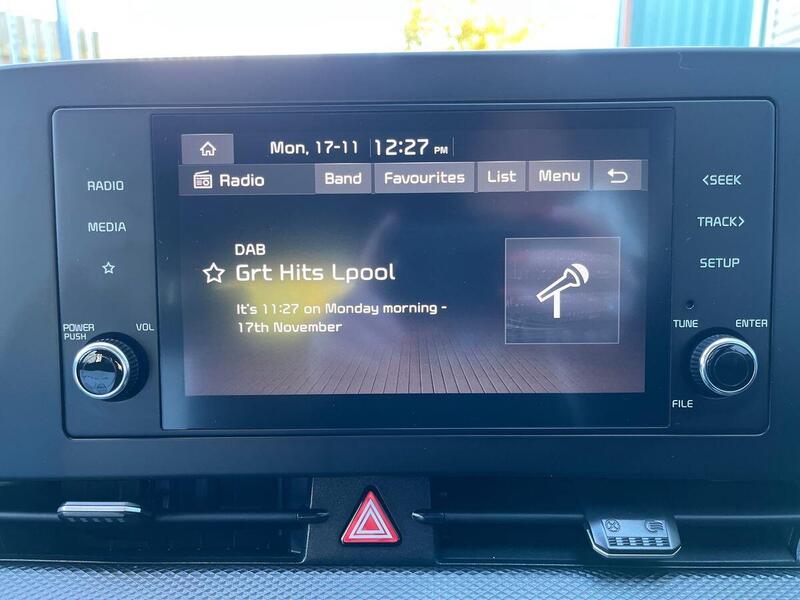 Mon, 17-11 12:27 PM
Radio Band Favourites List Menu
DAB
Grt Hits Lpool
It's 11:27 on Monday morning -
17th November
RADIO
MEDIA
POWER
PUSH
VOL
<SEEK
TRACK>
SETUP
TUNE
ENTER
FILE